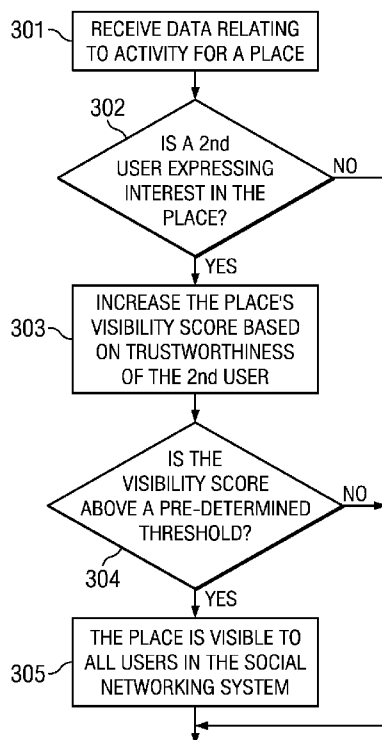 301
RECEIVE DATA RELATING
TO ACTIVITY FOR A PLACE
302
IS A 2nd
USER EXPRESSING
INTEREST IN THE
PLACE?
NO
YES
303
INCREASE THE PLACE'S
VISIBILITY SCORE BASED
ON TRUSTWORTHINESS
OF THE 2nd USER
IS THE
VISIBILITY SCORE
ABOVE A PRE-DETERMINED
THRESHOLD?
NO
304
YES
305
THE PLACE IS VISIBLE TO
ALL USERS IN THE SOCIAL
NETWORKING SYSTEM